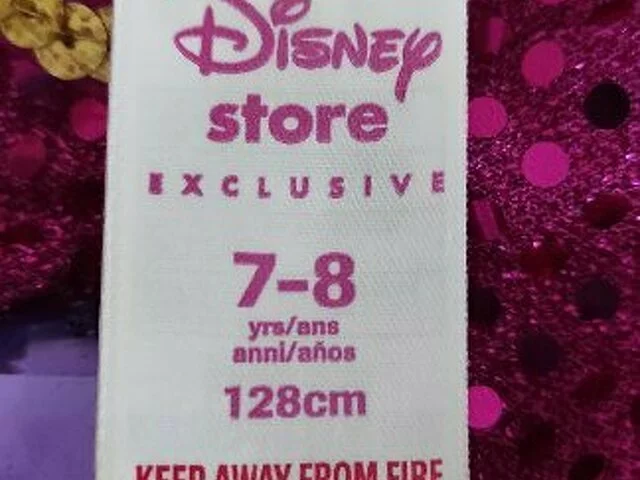 Disney
store
EXCLUSIVE
7-8
yrs/ans
anni/años
128cm
KEEP AWAY FROM FIRE